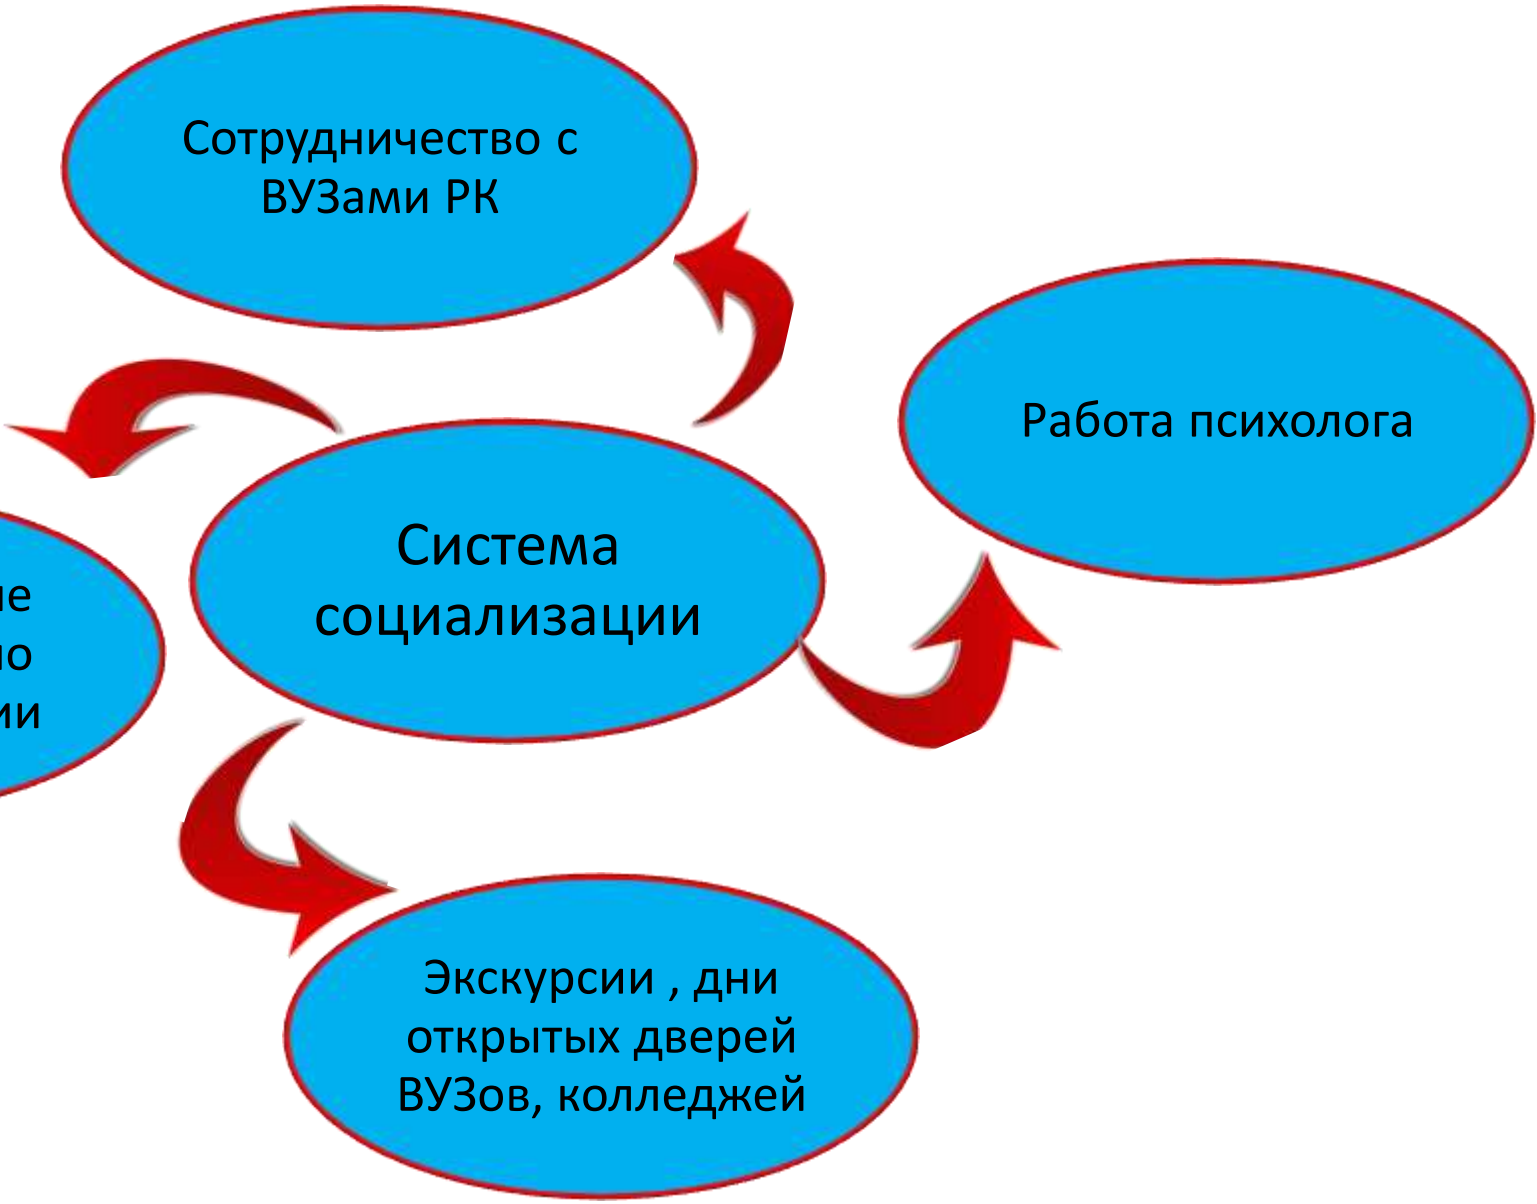 Сотрудничество с
ВУЗами РК
Работа психолога
Система
социализации
Экскурсии , дни
открытых дверей
ВУЗов, колледжей